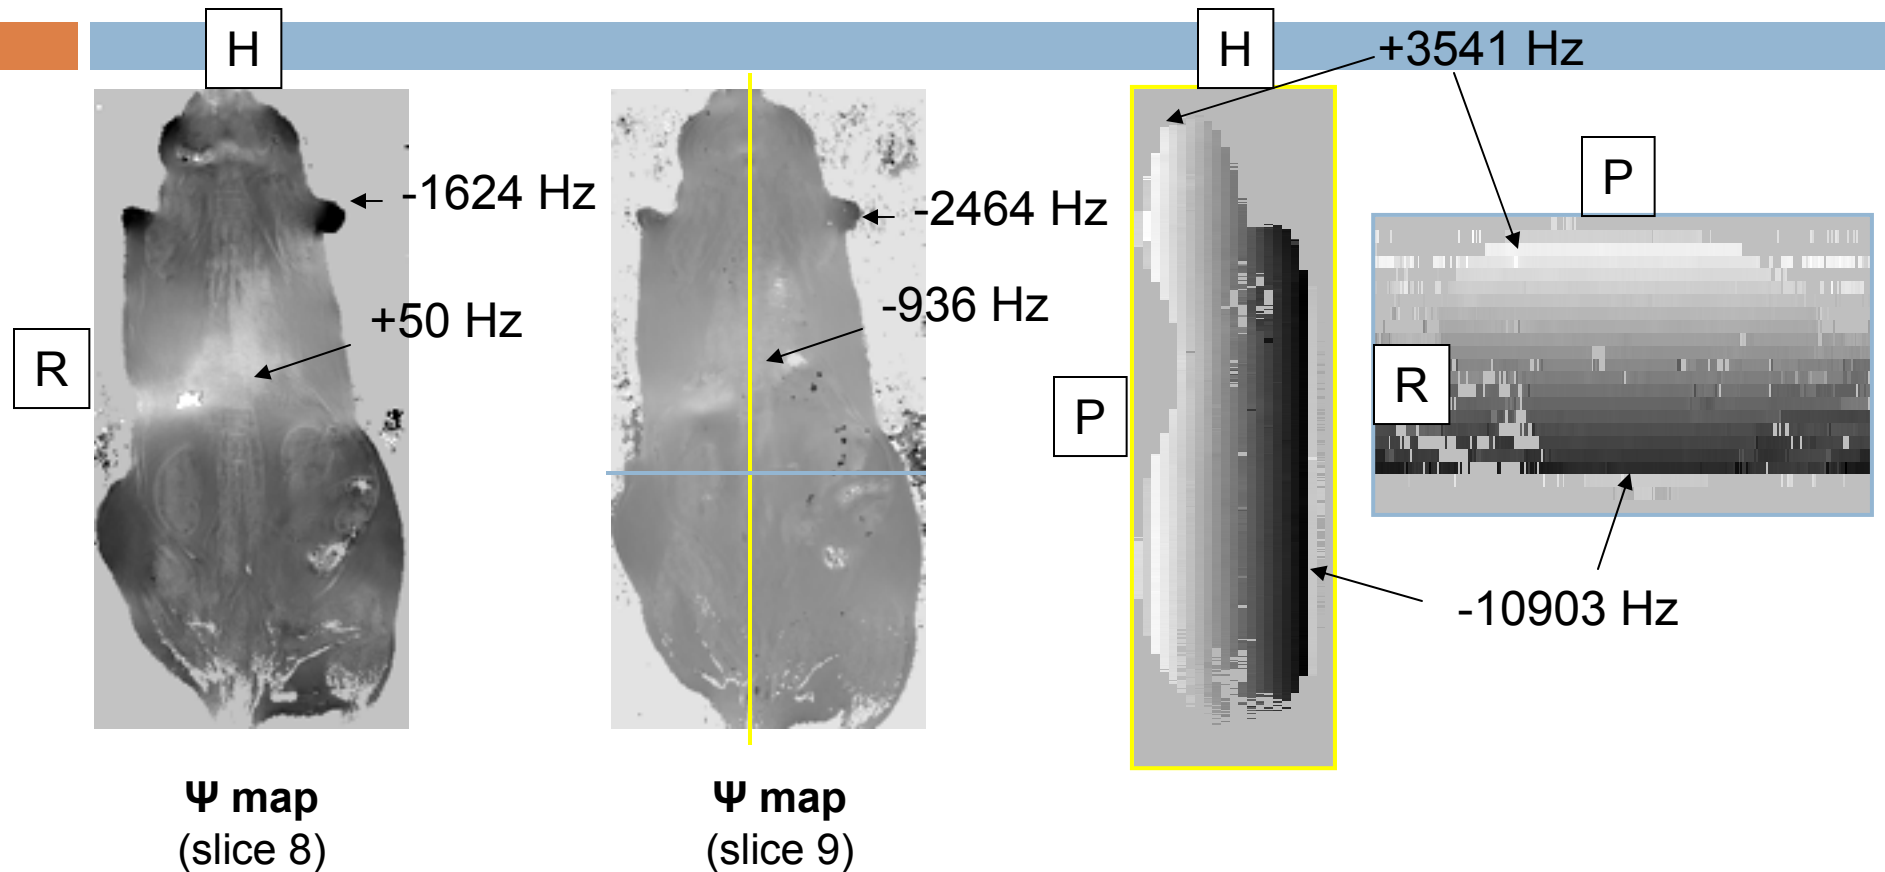 H
H
+3541 Hz
P
-1624 Hz
-2464 Hz
+50 Hz
-936 Hz
R
P
R
-10903 Hz
Ψ map
(slice 8)
Ψ map
(slice 9)